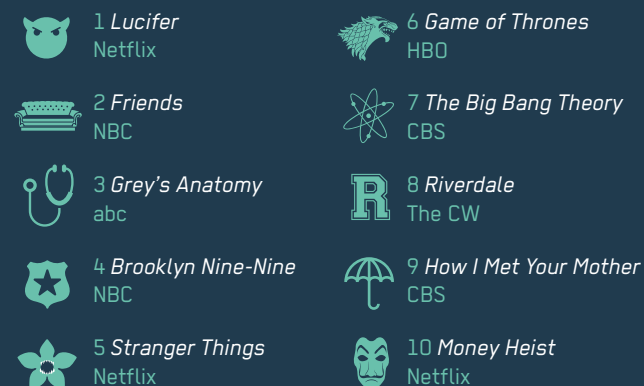 1 Lucifer
Netflix
2 Friends
NBC
3 Grey's Anatomy
abc
4 Brooklyn Nine-Nine
NBC
5 Stranger Things
Netflix
6 Game of Thrones
HBO
7 The Big Bang Theory
CBS
R
8 Riverdale
The CW
9 How I Met Your Mother
CBS
10 Money Heist
Netflix